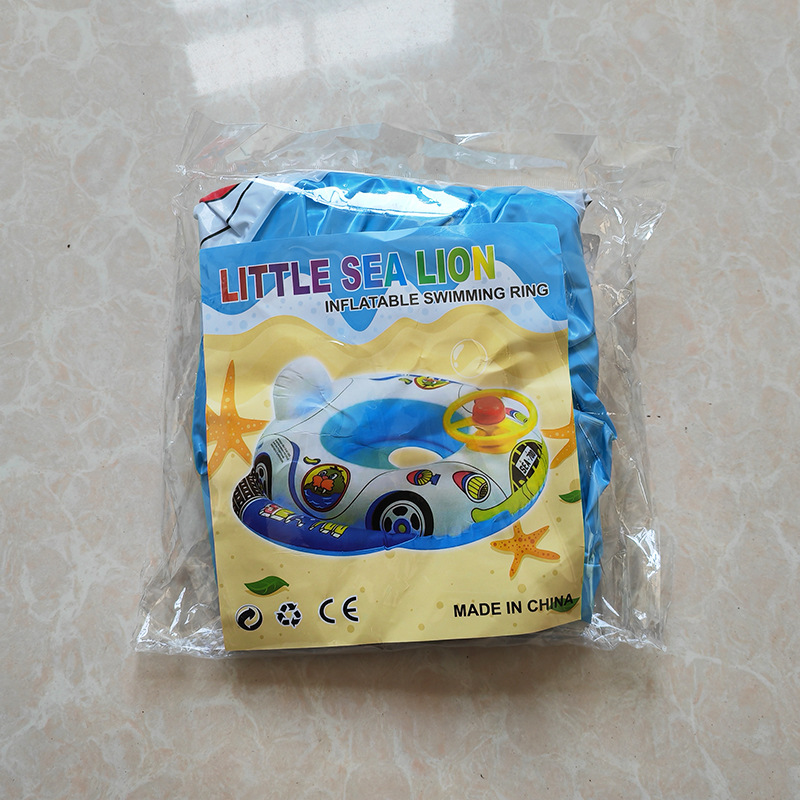 LITTLE SEA LION
INFLATABLE SWIMMING RING
CE
MADE IN CHINA